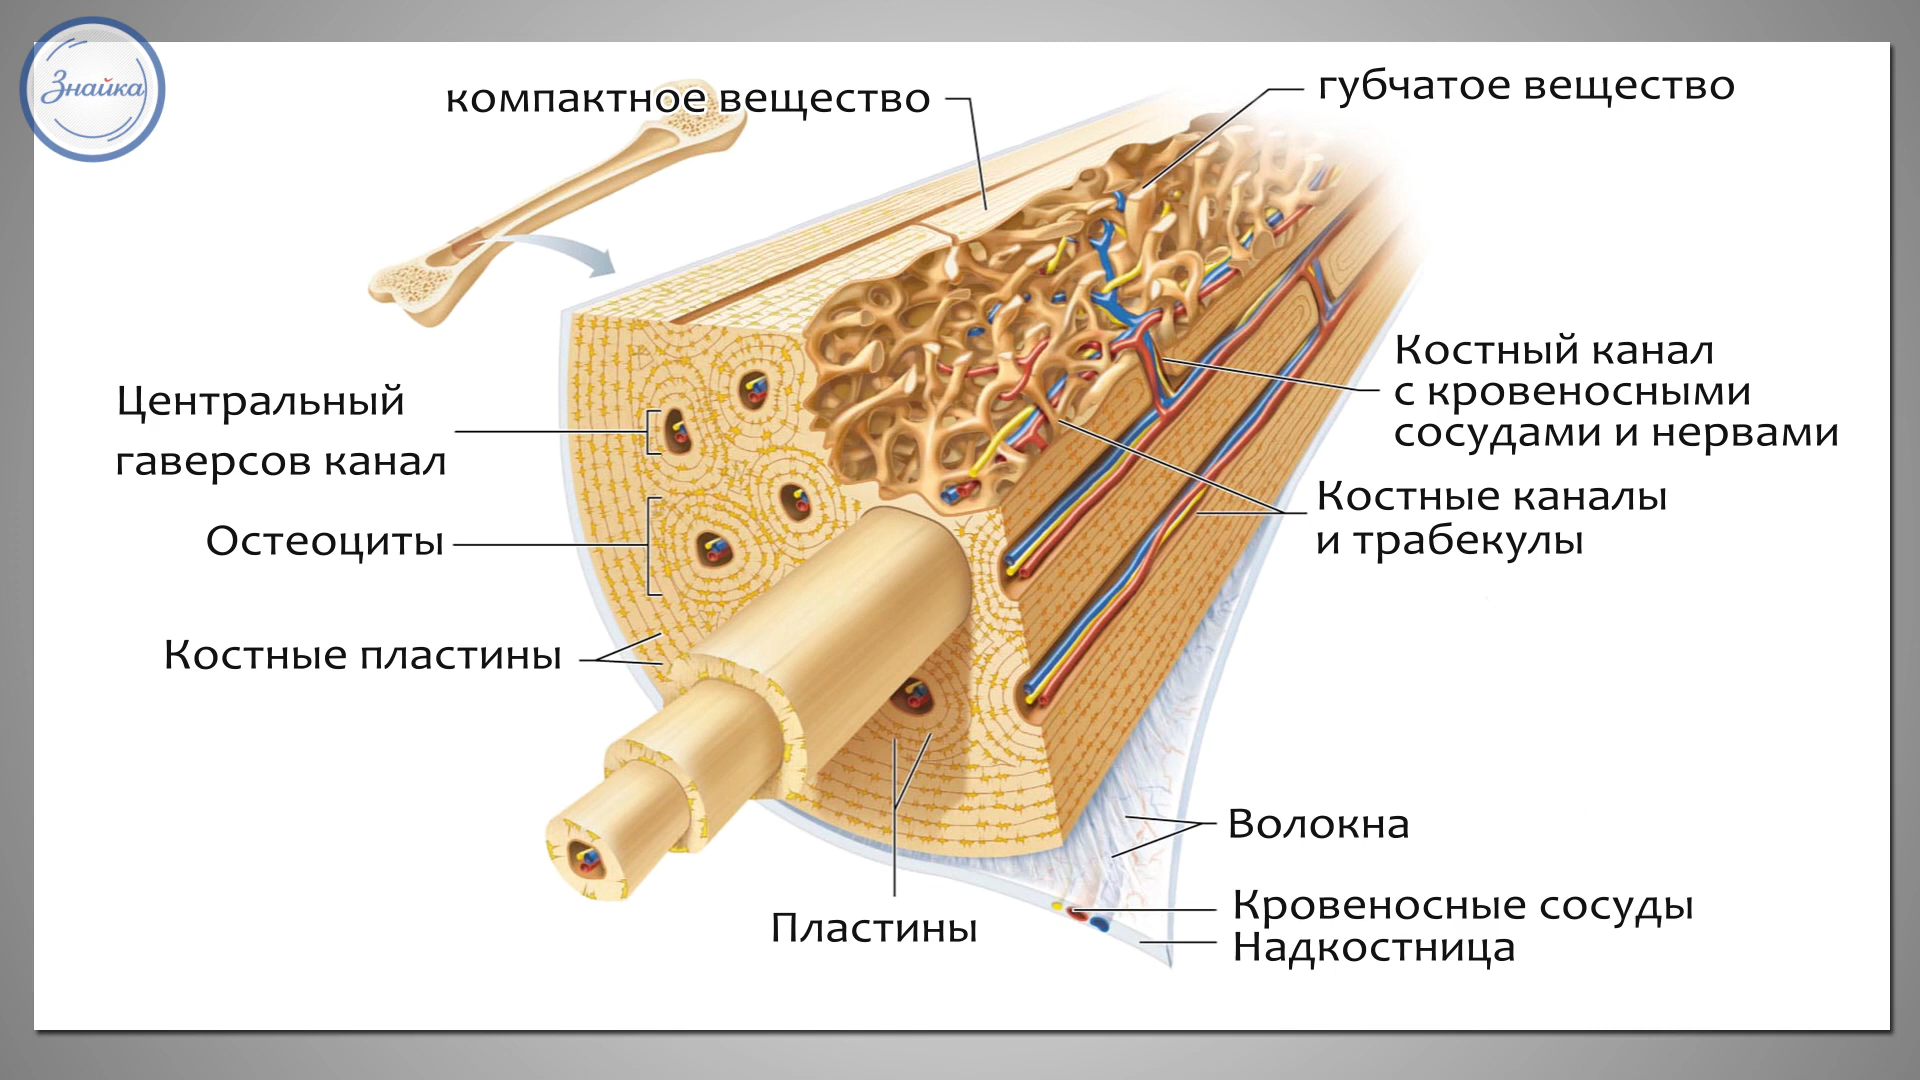 Знайка
компактное вещество
губчатое вещество
Центральный
гаверсов канал
Остеоциты
Костные пластины
Костный канал
с кровеносными
сосудами и нервами
Костные каналы
и трабекулы
Волокна
Кровеносные сосуды
Надкостница
Пластины